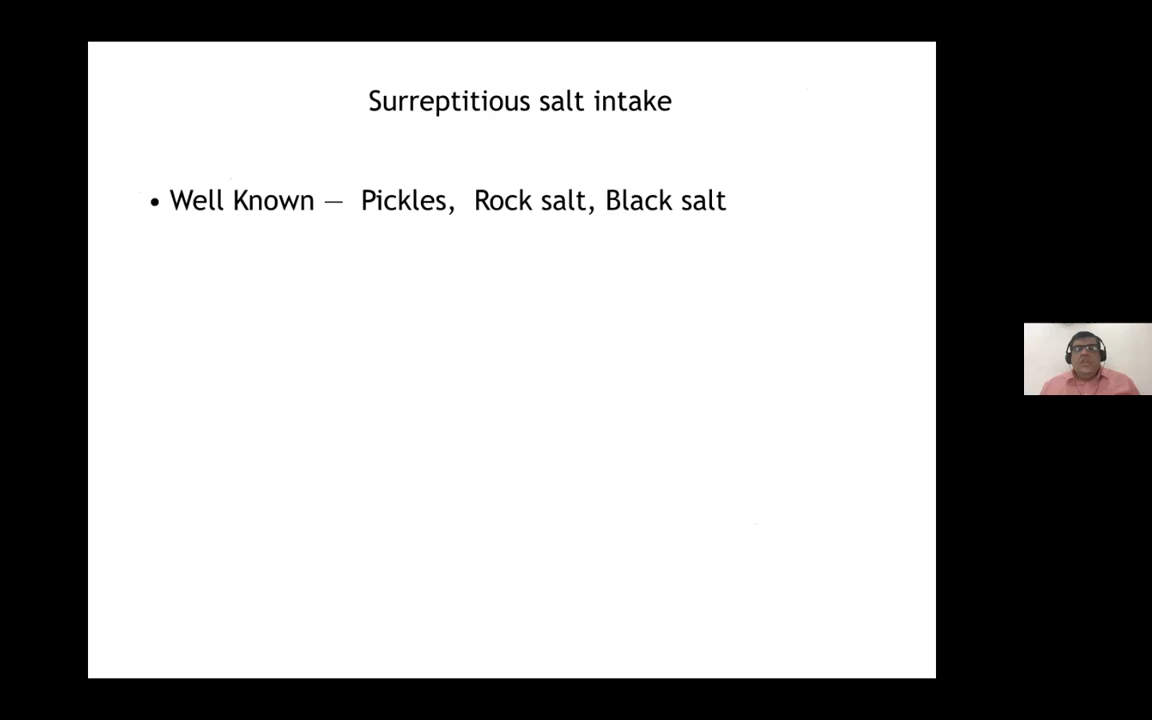 Surreptitious salt intake
• Well Known — Pickles, Rock salt, Black salt